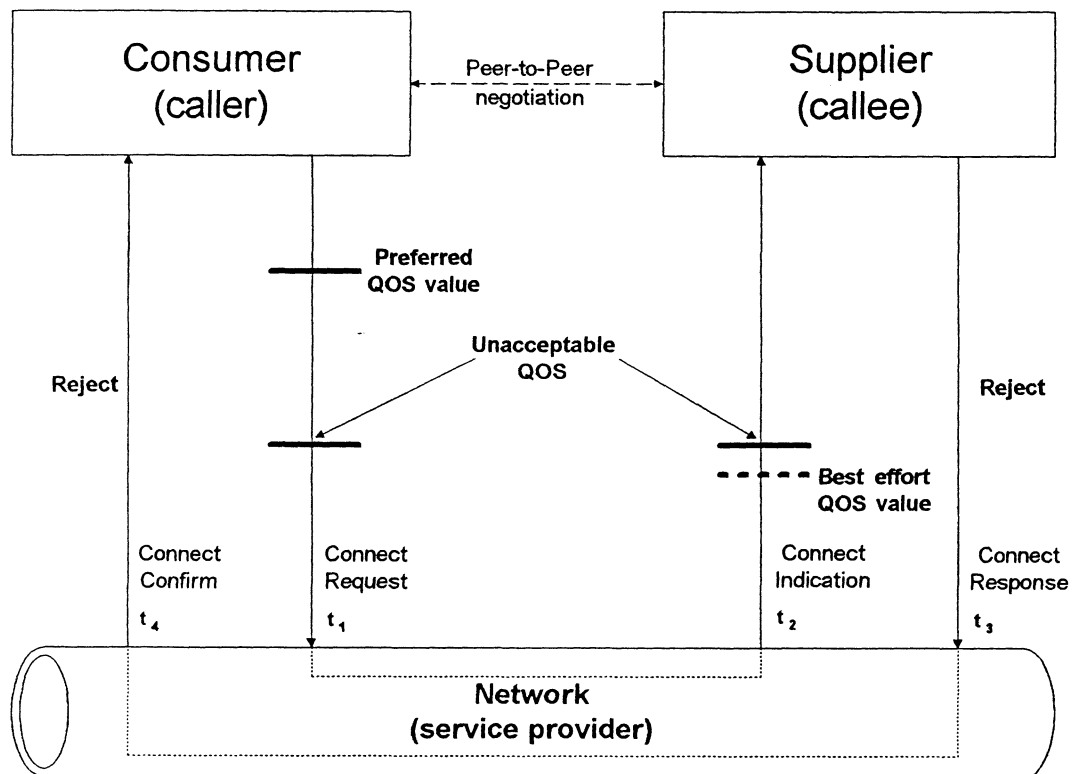 Consumer
(caller)
Peer-to-Peer
negotiation
Supplier
(callee)
Preferred
QOS value
Unacceptable
QOS
Reject
Reject
Best effort
QOS value
Connect
Confirm
Connect
Request
Connect
Indication
Connect
Response
t₄
t₁
t₂
t₃
Network
(service provider)